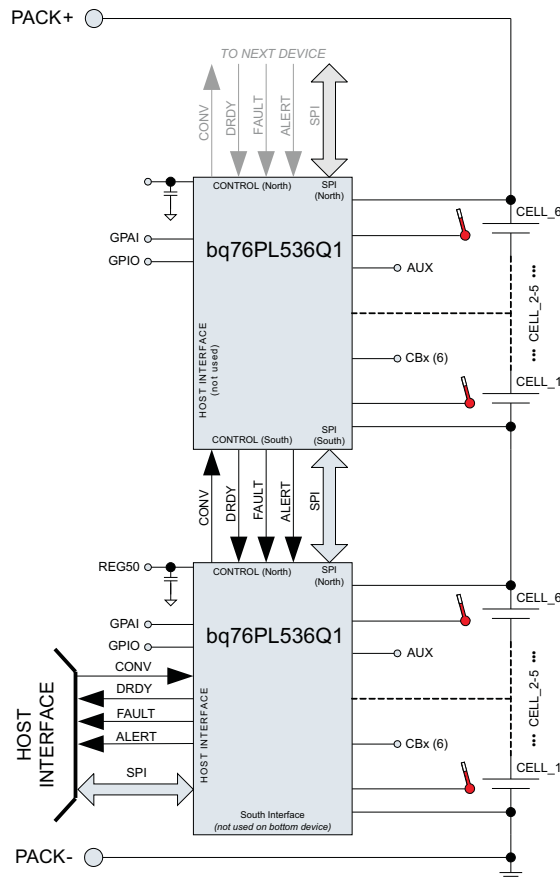 PACK+
TO NEXT DEVICE
CONV
DRDY
FAULT
ALERT
SPI
CONTROL (North)
SPI
(North)
CELL_6
GPAI
bq76PL536Q1
GPIO
AUX
CELL_2-5
...
...
HOST INTERFACE
(not used)
CBx (6)
CELL_1
CONTROL (South)
SPI
(South)
CONV
DRDY
FAULT
ALERT
SPI
REG50
CONTROL (North)
SPI
(North)
CELL_6
GPAI
bq76PL536Q1
GPIO
AUX
CONV
DRDY
FAULT
ALERT
SPI
HOST
INTERFACE
HOST INTERFACE
CELL_2-5
...
...
CBx (6)
CELL_1
South Interface
(not used on bottom device)
PACK-